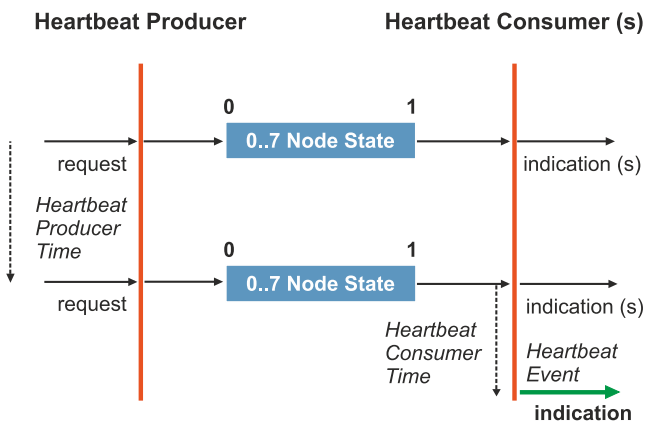 Heartbeat Producer
Heartbeat Consumer (s)
0
1
0..7 Node State
request
indication (s)
Heartbeat
Producer
Time
0
1
0..7 Node State
request
indication (s)
Heartbeat
Consumer
Time
Heartbeat
Event
indication